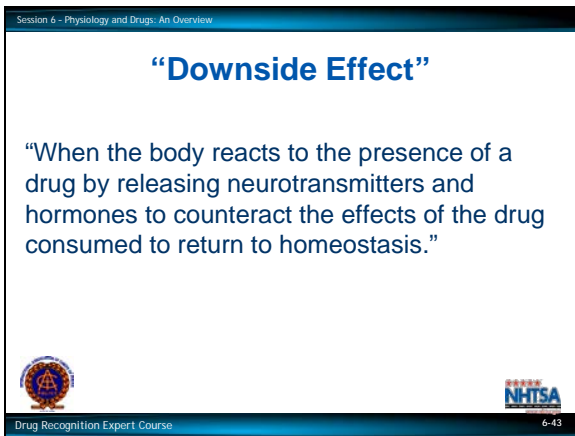 Session 6 - Physiology and Drugs: An Overview
“Downside Effect”
“When the body reacts to the presence of a
drug by releasing neurotransmitters and
hormones to counteract the effects of the drug
consumed to return to homeostasis.”
NHTSA
Drug Recognition Expert Course
6-43